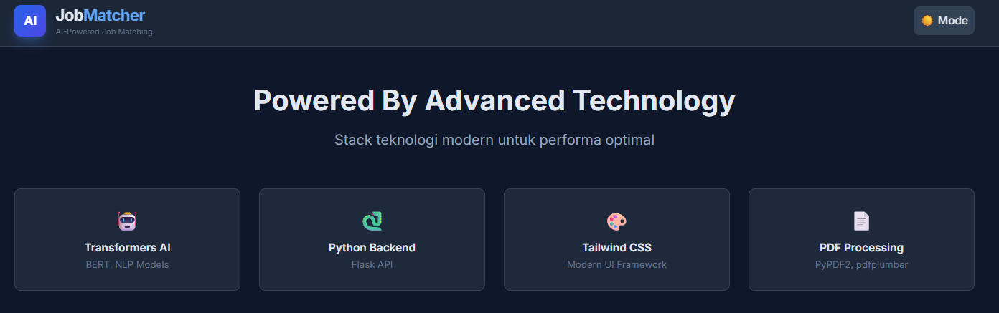 AI
JobMatcher
AI-Powered Job Matching
Mode
Powered By Advanced Technology
Stack teknologi modern untuk performa optimal
Transformers AI
BERT, NLP Models
Python Backend
Flask API
Tailwind CSS
Modern UI Framework
PDF Processing
PyPDF2, pdfplumber